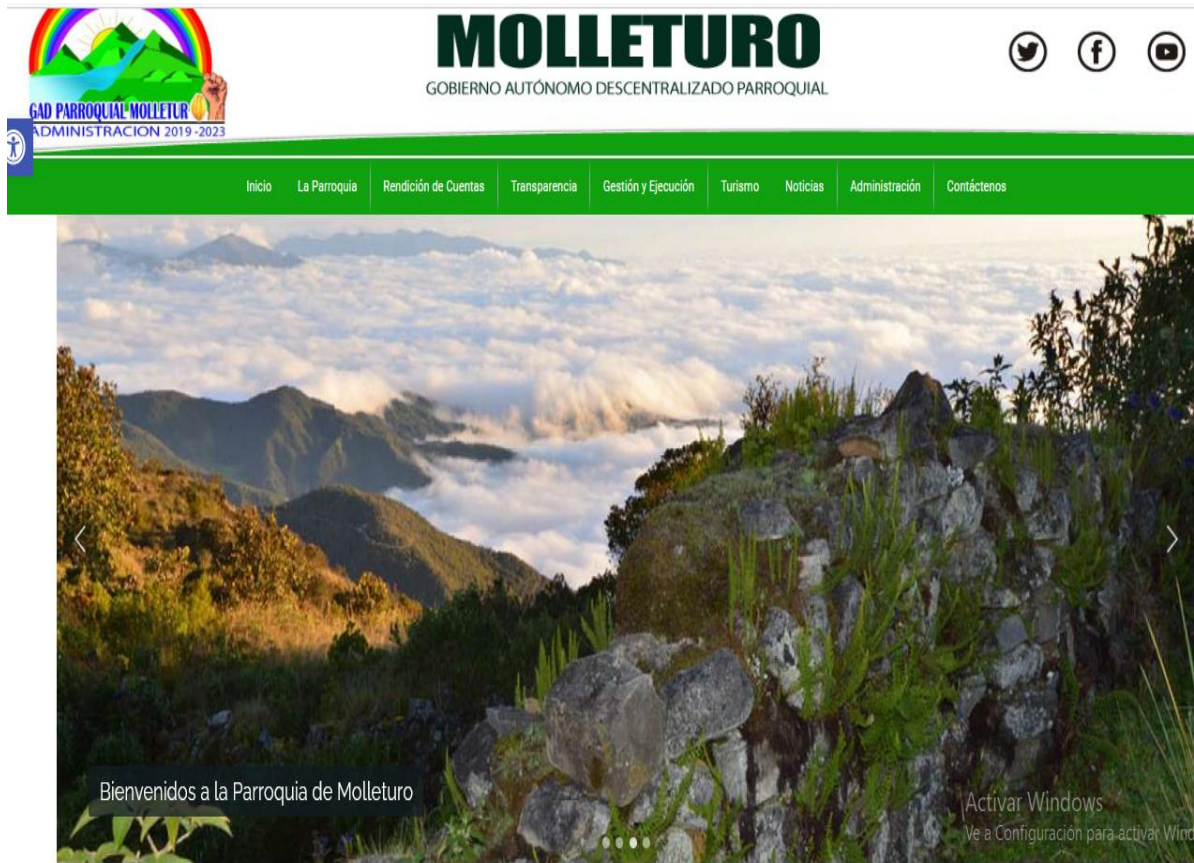 MOLLETURO
GOBIERNO AUTÓNOMO DESCENTRALIZADO PARROQUIAL
GAD PARROQUIAL MOLLETUR
ADMINISTRACION 2019-2023
Inicio La Parroquia Rendición de Cuentas Transparencia Gestión y Ejecución Turismo Noticias Administración Contáctenos
Bienvenidos a la Parroquia de Molleturo
Activar Windows
Ve a Configuración para activar Wind